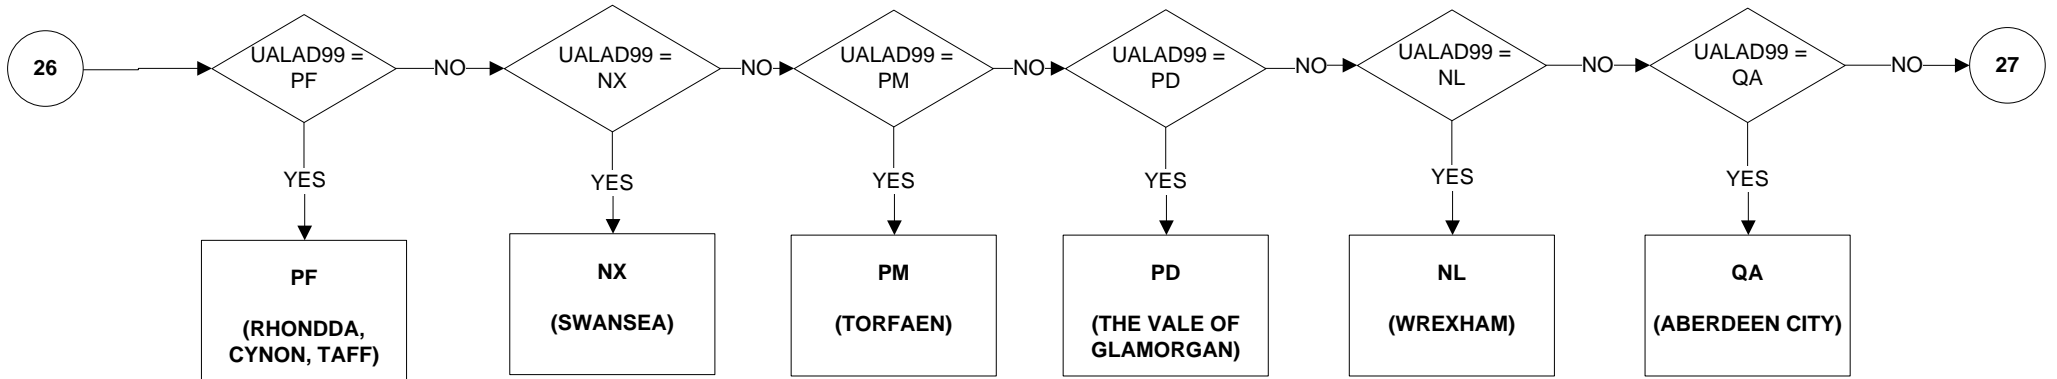 26
UALAD99 =
PF
NO
UALAD99 =
NX
NO
UALAD99 =
PM
NO
UALAD99 =
PD
NO
UALAD99 =
NL
NO
UALAD99 =
QA
NO
27
YES
YES
YES
YES
YES
YES
PF
(RHONDDA,
CYNON, TAFF)
NX
(SWANSEA)
PM
(TORFAEN)
PD
(THE VALE OF
GLAMORGAN)
NL
(WREXHAM)
QA
(ABERDEEN CITY)